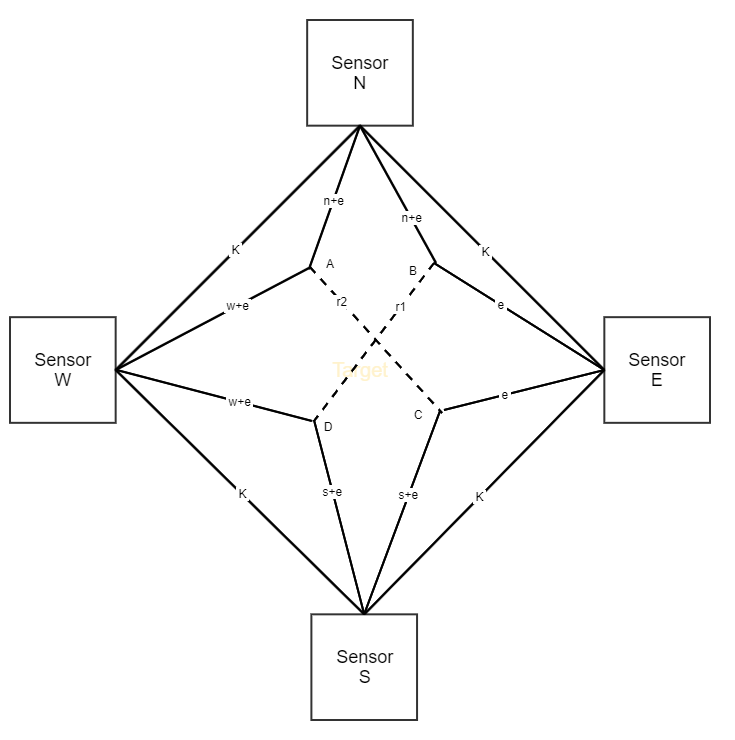 Sensor
N
n+e
n+e
K
K
A
B
r2
r1
w+e
e
Sensor
W
Target
Sensor
E
w+e
e
D
C
K
s+e
s+e
K
Sensor
S